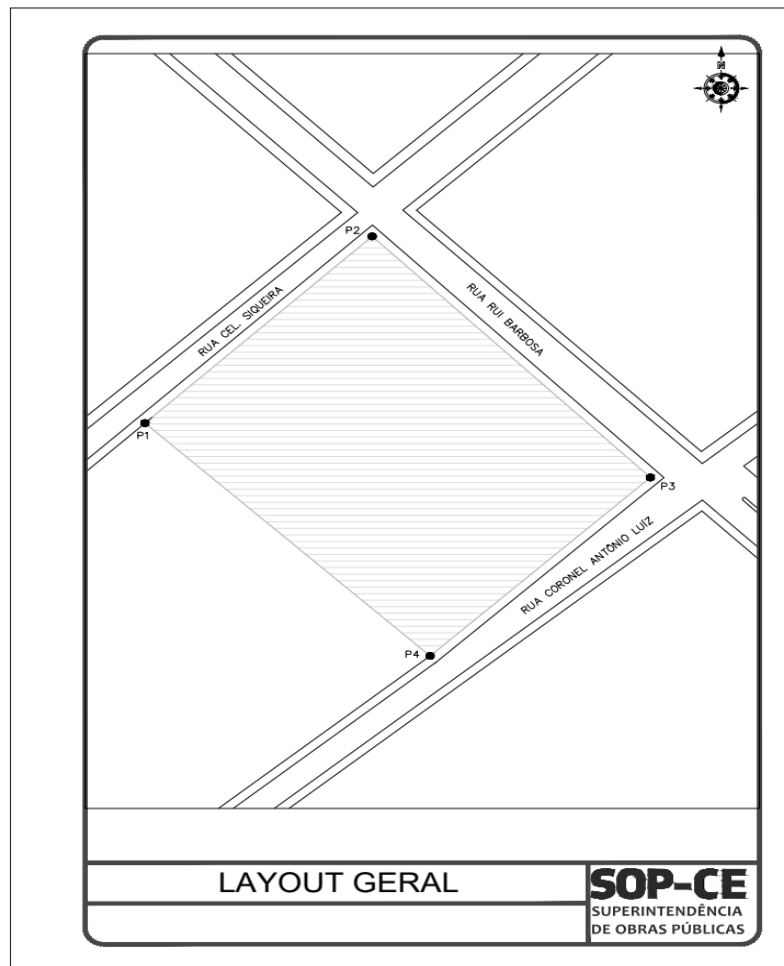 N
P2
RUA CEL. SIQUEIRA
RUA RUI BARBOSA
P1
P3
RUA CORONEL ANTÔNIO LUÍZ
P4
LAYOUT GERAL
SOP-CE
SUPERINTENDÊNCIA
DE OBRAS PÚBLICAS